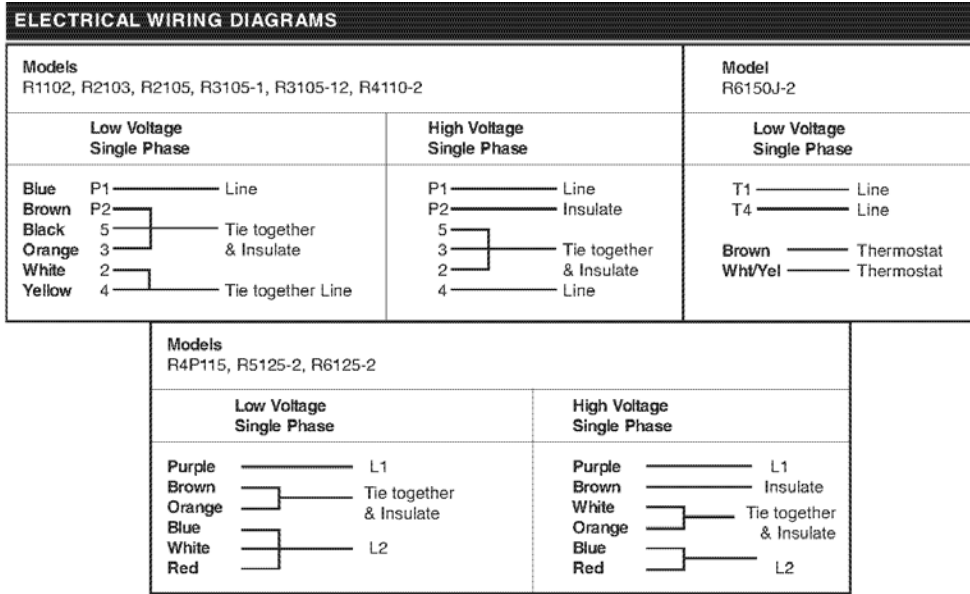 ELECTRICAL WIRING DIAGRAMS
Models
R1102, R2103, R2105, R3105-1, R3105-12, R4110-2
Low Voltage
Single Phase
Blue P1 Line
Brown P2
Black 5 Tie together
Orange 3 & Insulate
White 2
Yellow 4 Tie together Line
High Voltage
Single Phase
P1 Line
P2 Insulate
5
3 Tie together
2 & Insulate
4 Line
Model
R6150J-2
Low Voltage
Single Phase
T1 Line
T4 Line
Brown Thermostat
Wht/Yel Thermostat
Models
R4P115, R5125-2, R6125-2
Low Voltage
Single Phase
Purple L1
Brown Tie together
Orange & Insulate
Blue
White L2
Red
High Voltage
Single Phase
Purple L1
Brown Insulate
White Tie together
Orange & Insulate
Blue
Red L2